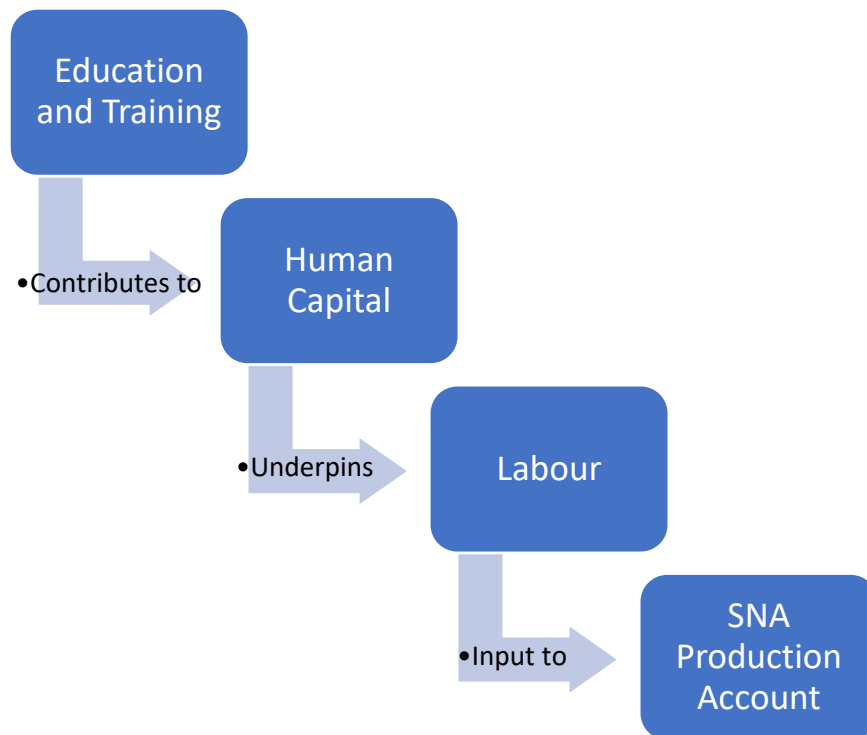 Education
and Training
•Contributes to
Human
Capital
•Underpins
Labour
•Input to
SNA
Production
Account